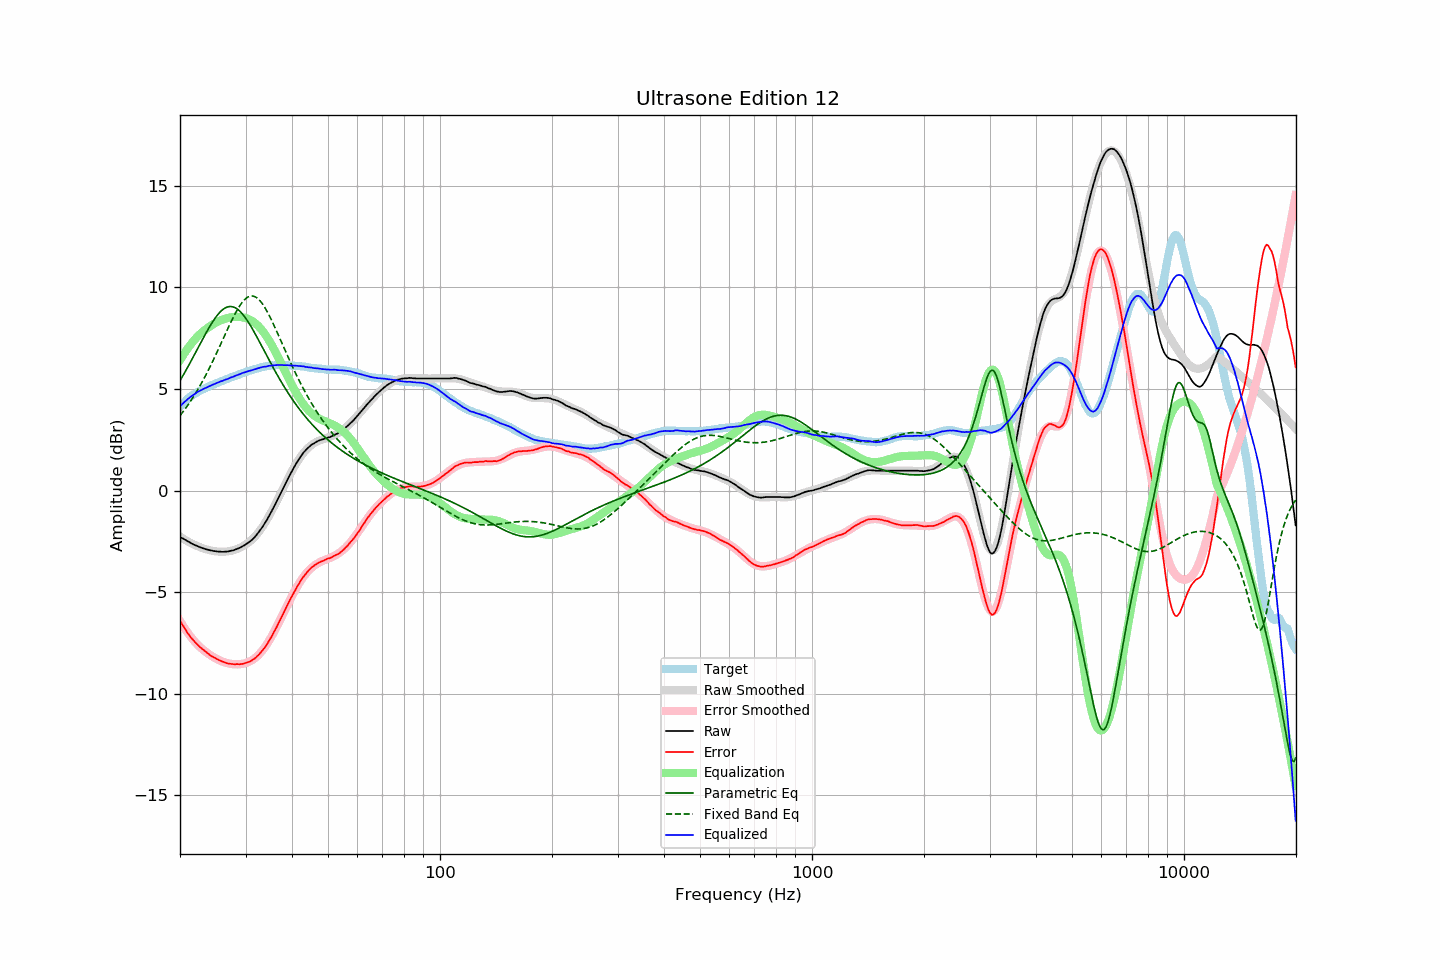 Ultrasone Edition 12
Amplitude (dBr)
15
10
5
0
−5
−10
−15
Target
Raw Smoothed
Error Smoothed
Raw
Error
Equalization
Parametric Eq
Fixed Band Eq
Equalized
100
1000
10000
Frequency (Hz)